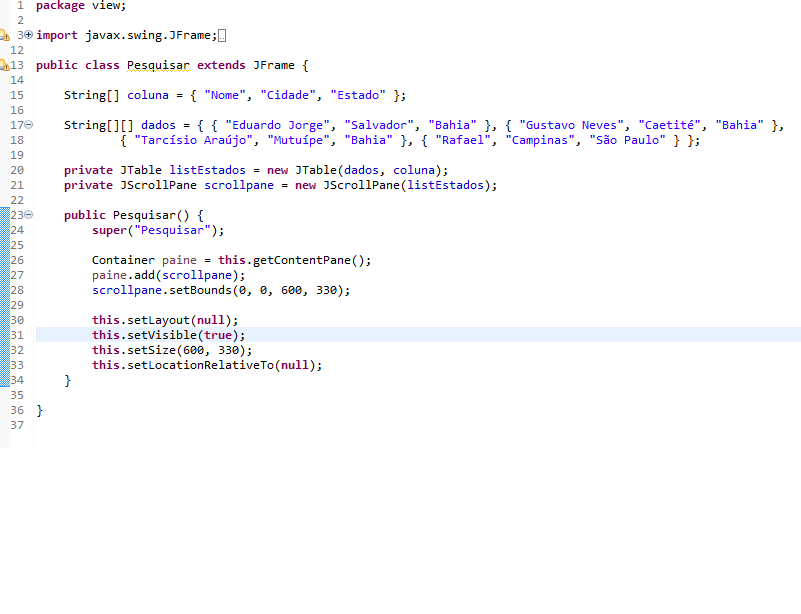 1 package view;
2
3 import javax.swing.JFrame;
12
13 public class Pesquisar extends JFrame {
14
15 String[] coluna = { "Nome", "Cidade", "Estado" };
16
17 String[][] dados = { { "Eduardo Jorge", "Salvador", "Bahia" }, { "Gustavo Neves", "Caetité", "Bahia" },
18 { "Tarcísio Araújo", "Mutuípe", "Bahia" }, { "Rafael", "Campinas", "São Paulo" } };
19
20 private JTable listEstados = new JTable(dados, coluna);
21 private JScrollPane scrollpane = new JScrollPane(listEstados);
22
23 public Pesquisar() {
24 super("Pesquisar");
25
26 Container paine = this.getContentPane();
27 paine.add(scrollpane);
28 scrollpane.setBounds(0, 0, 600, 330);
29
30 this.setLayout(null);
31 this.setVisible(true);
32 this.setSize(600, 330);
33 this.setLocationRelativeTo(null);
34 }
35
36 }
37